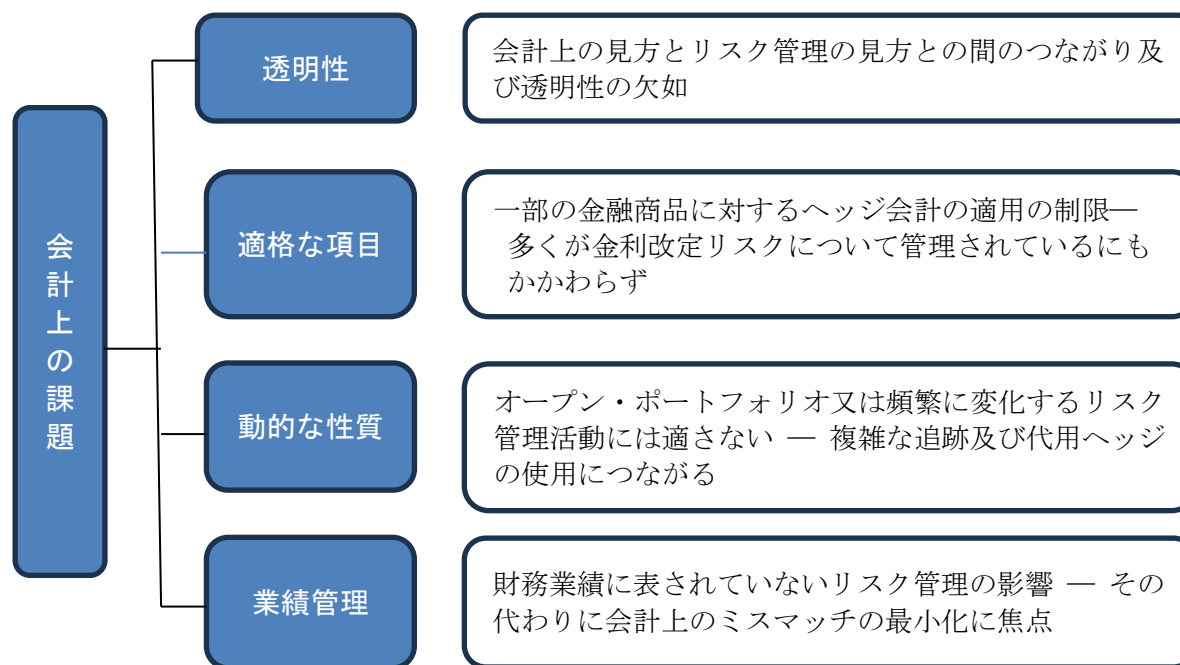 会計上の課題
透明性
会計上の見方とリスク管理の見方との間のつながり及
び透明性の欠如
適格な項目
一部の金融商品に対するヘッジ会計の適用の制限―
多くが金利改定リスクについて管理されているにも
かかわらず
動的な性質
オープン・ポートフォリオ又は頻繁に変化するリスク
管理活動には適さない ― 複雑な追跡及び代用ヘッジ
の使用につながる
業績管理
財務業績に表されていないリスク管理の影響 ― その
代わりに会計上のミスマッチの最小化に焦点